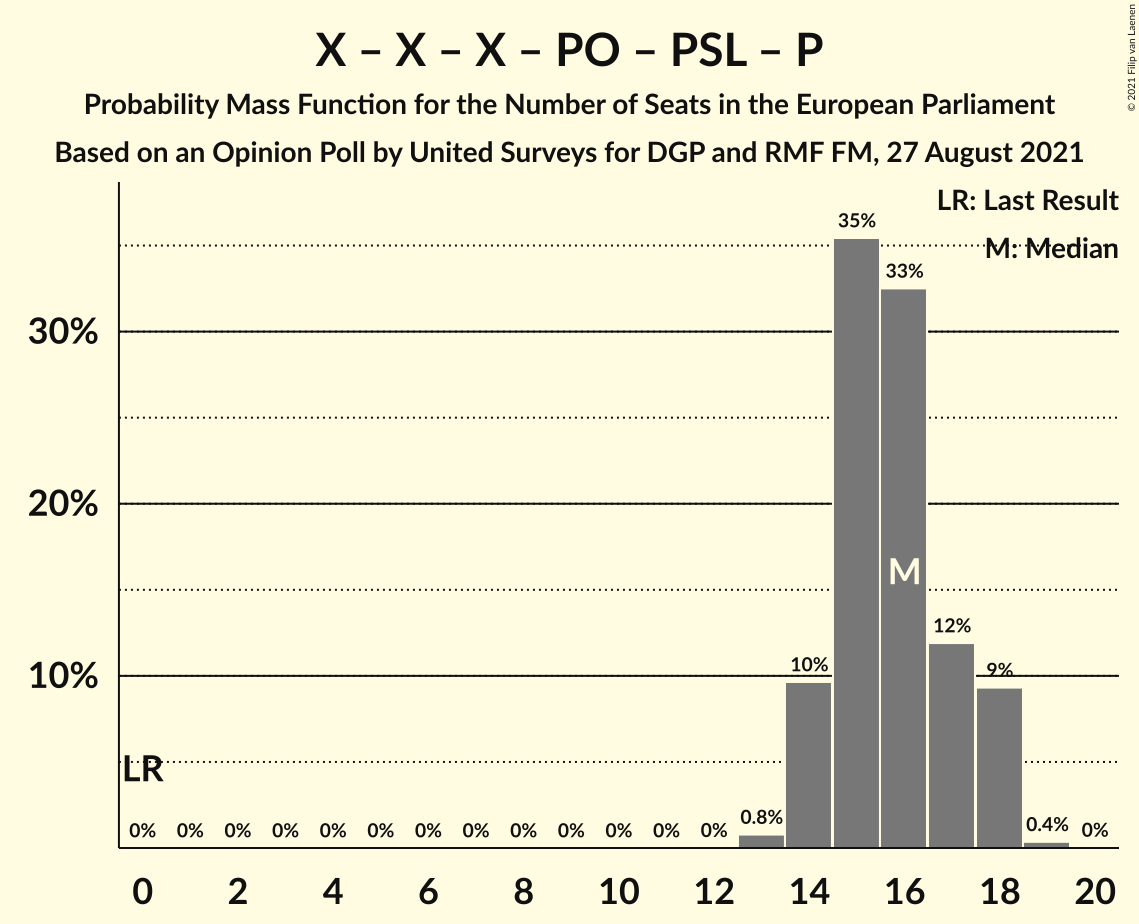 X – X – X – PO – PSL – P
Probability Mass Function for the Number of Seats in the European Parliament
Based on an Opinion Poll by United Surveys for DGP and RMF FM, 27 August 2021
© 2021 Filip van Laenen
LR: Last Result
M: Median
35%
33%
30%
20%
M
12%
10%
9%
10%
LR
0% 0% 0% 0% 0% 0% 0% 0% 0% 0% 0% 0% 0% 0.8% 0.4% 0%
0 2 4 6 8 10 12 14 16 18 20